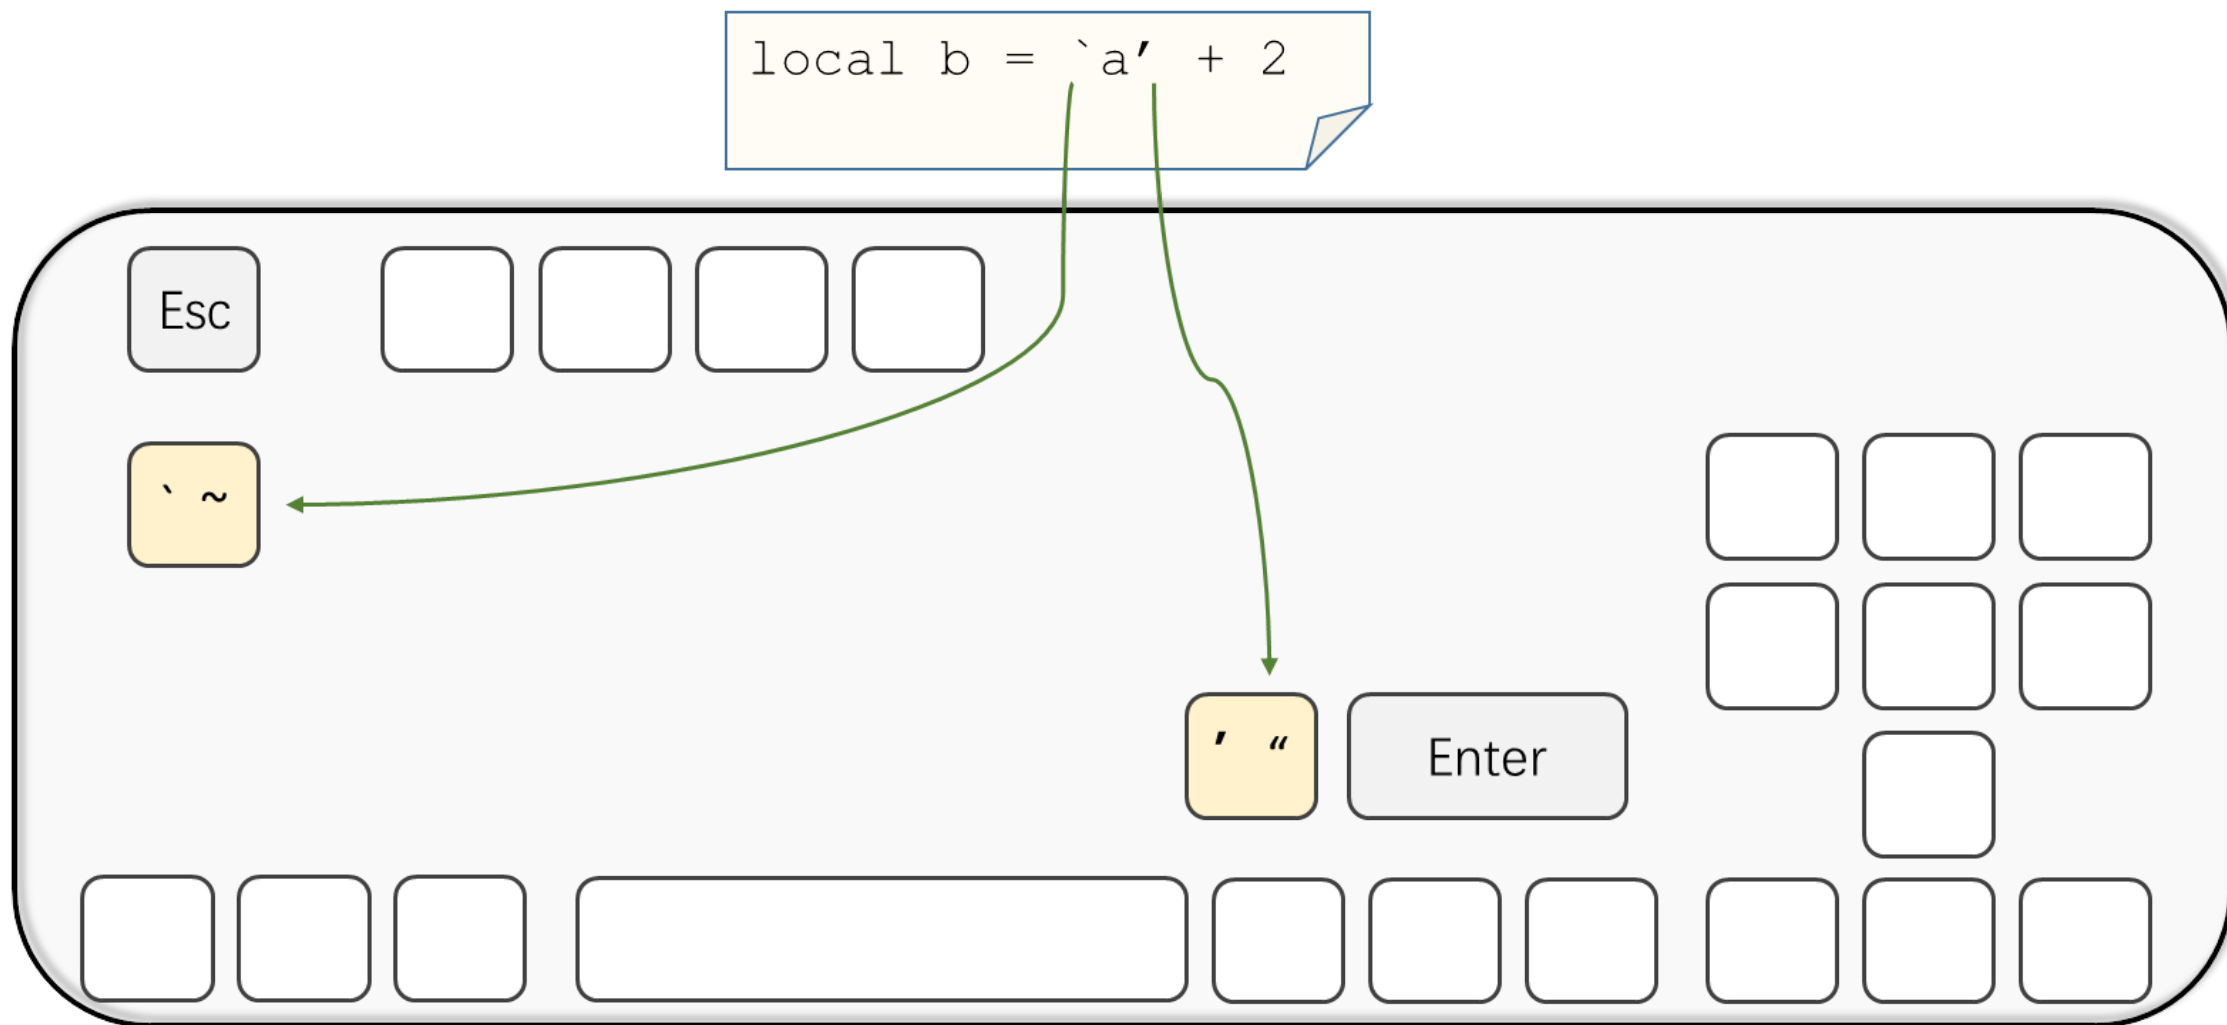 local b = `a’ + 2
Esc
` ~
’ “
Enter